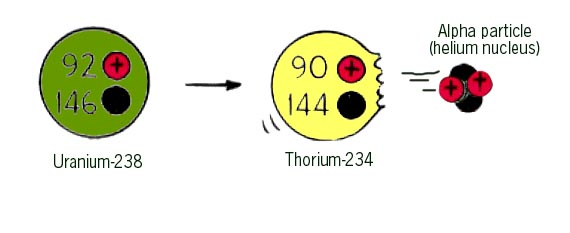 Alpha particle
(helium nucleus)
92 +
146
90 +
144
+ +
Uranium-238
Thorium-234